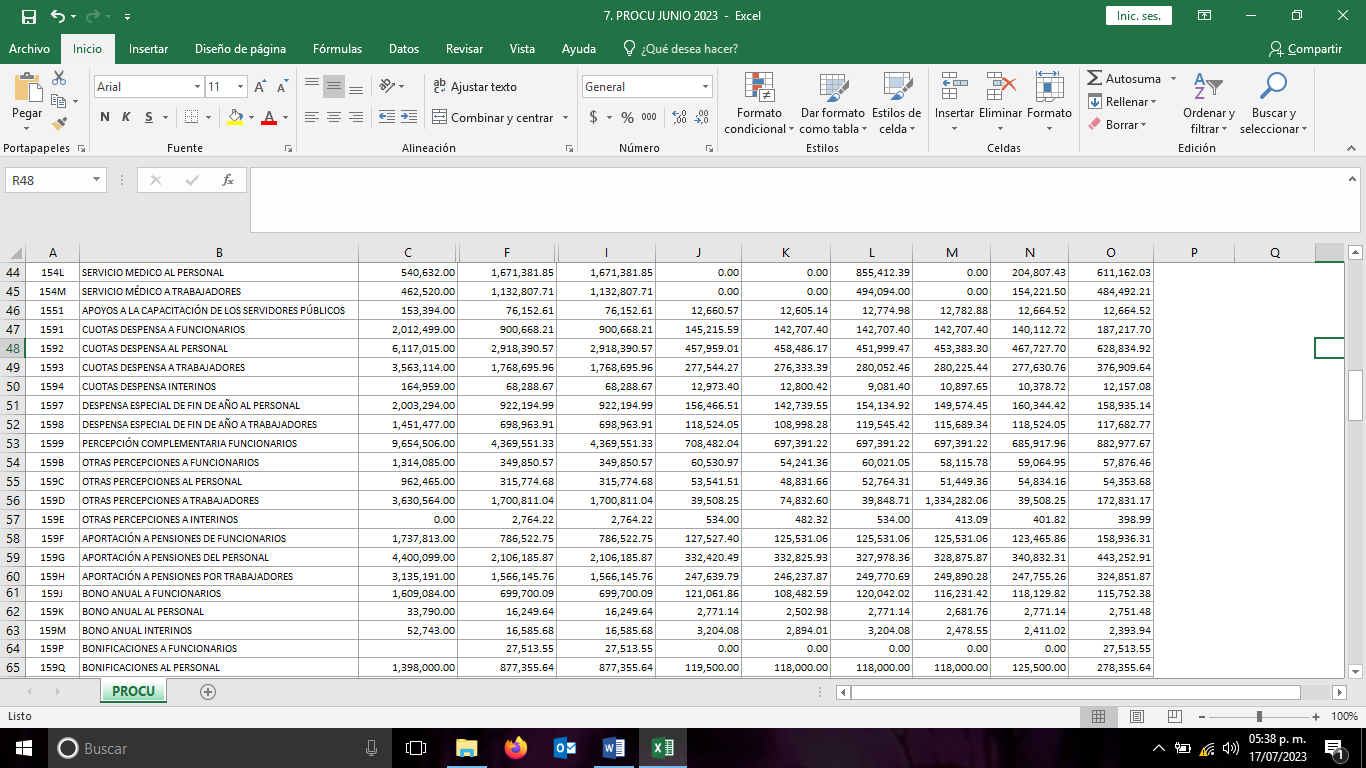 7. PROCU JUNIO 2023 - Excel
Inic. ses.
Archivo Inicio Insertar Diseño de página Fórmulas Datos Revisar Vista Ayuda ¿Qué desea hacer? Compartir
Pegar
Arial 11
N K S
Ajustar texto
Combinar y centrar
General
$ % 000
Formato condicional
Dar formato como tabla
Estilos de celda
Insertar Eliminar Formato
Autosuma
Rellenar
Borrar
Ordenar y filtrar
Buscar y seleccionar
Portapapeles Fuente Alineación Número Estilos Celdas Edición
R48 fx
A B C F I J K L M N O P Q
44 154L SERVICIO MEDICO AL PERSONAL 540,632.00 1,671,381.85 1,671,381.85 0.00 0.00 855,412.39 0.00 204,807.43 611,162.03
45 154M SERVICIO MÉDICO A TRABAJADORES 462,520.00 1,132,807.71 1,132,807.71 0.00 0.00 494,094.00 0.00 154,221.50 484,492.21
46 1551 APOYOS A LA CAPACITACIÓN DE LOS SERVIDORES PÚBLICOS 153,394.00 76,152.61 76,152.61 12,660.57 12,605.14 12,774.98 12,782.88 12,664.52 12,664.52
47 1591 CUOTAS DESPENSA A FUNCIONARIOS 2,012,499.00 900,668.21 900,668.21 145,215.59 142,707.40 142,707.40 142,707.40 140,112.72 187,217.70
48 1592 CUOTAS DESPENSA AL PERSONAL 6,117,015.00 2,918,390.57 2,918,390.57 457,959.01 458,486.17 451,999.47 453,383.30 467,727.70 628,834.92
49 1593 CUOTAS DESPENSA A TRABAJADORES 3,563,114.00 1,768,695.96 1,768,695.96 277,544.27 276,333.39 280,052.46 280,225.44 277,630.76 376,909.64
50 1594 CUOTAS DESPENSA INTERINOS 164,959.00 68,288.67 68,288.67 12,973.40 12,800.42 9,081.40 10,897.65 10,378.72 12,157.08
51 1597 DESPENSA ESPECIAL DE FIN DE AÑO AL PERSONAL 2,003,294.00 922,194.99 922,194.99 156,466.51 142,739.55 154,134.92 149,574.45 160,344.42 158,935.14
52 1598 DESPENSA ESPECIAL DE FIN DE AÑO A TRABAJADORES 1,451,477.00 698,963.91 698,963.91 118,524.05 108,998.28 119,545.42 115,689.34 118,524.05 117,682.77
53 1599 PERCEPCIÓN COMPLEMENTARIA FUNCIONARIOS 9,654,506.00 4,369,551.33 4,369,551.33 708,482.04 697,391.22 697,391.22 697,391.22 685,917.96 882,977.67
54 159B OTRAS PERCEPCIONES A FUNCIONARIOS 1,314,085.00 349,850.57 349,850.57 60,530.97 54,241.36 60,021.05 58,115.78 59,064.95 57,876.46
55 159C OTRAS PERCEPCIONES AL PERSONAL 962,465.00 315,774.68 315,774.68 53,541.51 48,831.66 52,764.31 51,449.36 54,834.16 54,353.68
56 159D OTRAS PERCEPCIONES A TRABAJADORES 3,630,564.00 1,700,811.04 1,700,811.04 39,508.25 74,832.60 39,848.71 1,334,282.06 39,508.25 172,831.17
57 159E OTRAS PERCEPCIONES A INTERINOS 0.00 2,764.22 2,764.22 534.00 482.32 534.00 413.09 401.82 398.99
58 159F APORTACIÓN A PENSIONES DE FUNCIONARIOS 1,737,813.00 786,522.75 786,522.75 127,527.40 125,531.06 125,531.06 125,531.06 123,465.86 158,936.31
59 159G APORTACIÓN A PENSIONES DEL PERSONAL 4,400,099.00 2,106,185.87 2,106,185.87 332,420.49 332,825.93 327,978.36 328,875.87 340,832.31 443,252.91
60 159H APORTACIÓN A PENSIONES POR TRABAJADORES 3,135,191.00 1,566,145.76 1,566,145.76 247,639.79 246,237.87 249,770.69 249,890.28 247,755.26 324,851.87
61 159J BONO ANUAL A FUNCIONARIOS 1,609,084.00 699,700.09 699,700.09 121,061.86 108,482.59 120,042.02 116,231.42 118,129.82 115,752.38
62 159K BONO ANUAL AL PERSONAL 33,790.00 16,249.64 16,249.64 2,771.14 2,502.98 2,771.14 2,681.76 2,771.14 2,751.48
63 159M BONO ANUAL INTERINOS 52,743.00 16,585.68 16,585.68 3,204.08 2,894.01 3,204.08 2,478.55 2,411.02 2,393.94
64 159P BONIFICACIONES A FUNCIONARIOS 27,513.55 27,513.55 0.00 0.00 0.00 0.00 0.00 27,513.55
65 159Q BONIFICACIONES AL PERSONAL 1,398,000.00 877,355.64 877,355.64 119,500.00 118,000.00 118,000.00 118,000.00 125,500.00 278,355.64
PROCU
Listo 100%
Buscar
05:38 p. m.
17/07/2023
1